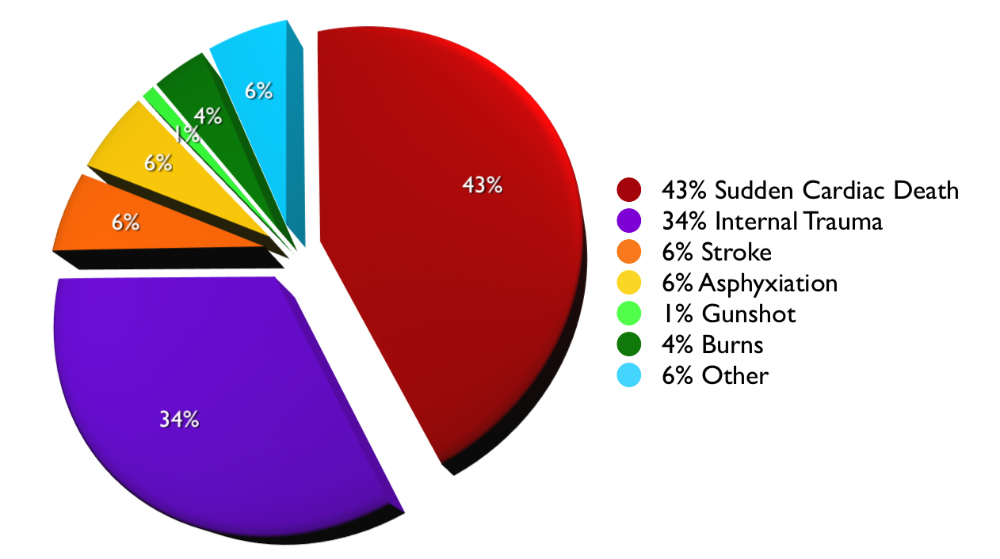 6%
4%
1%
6%
43%
6%
34%
43% Sudden Cardiac Death
34% Internal Trauma
6% Stroke
6% Asphyxiation
1% Gunshot
4% Burns
6% Other